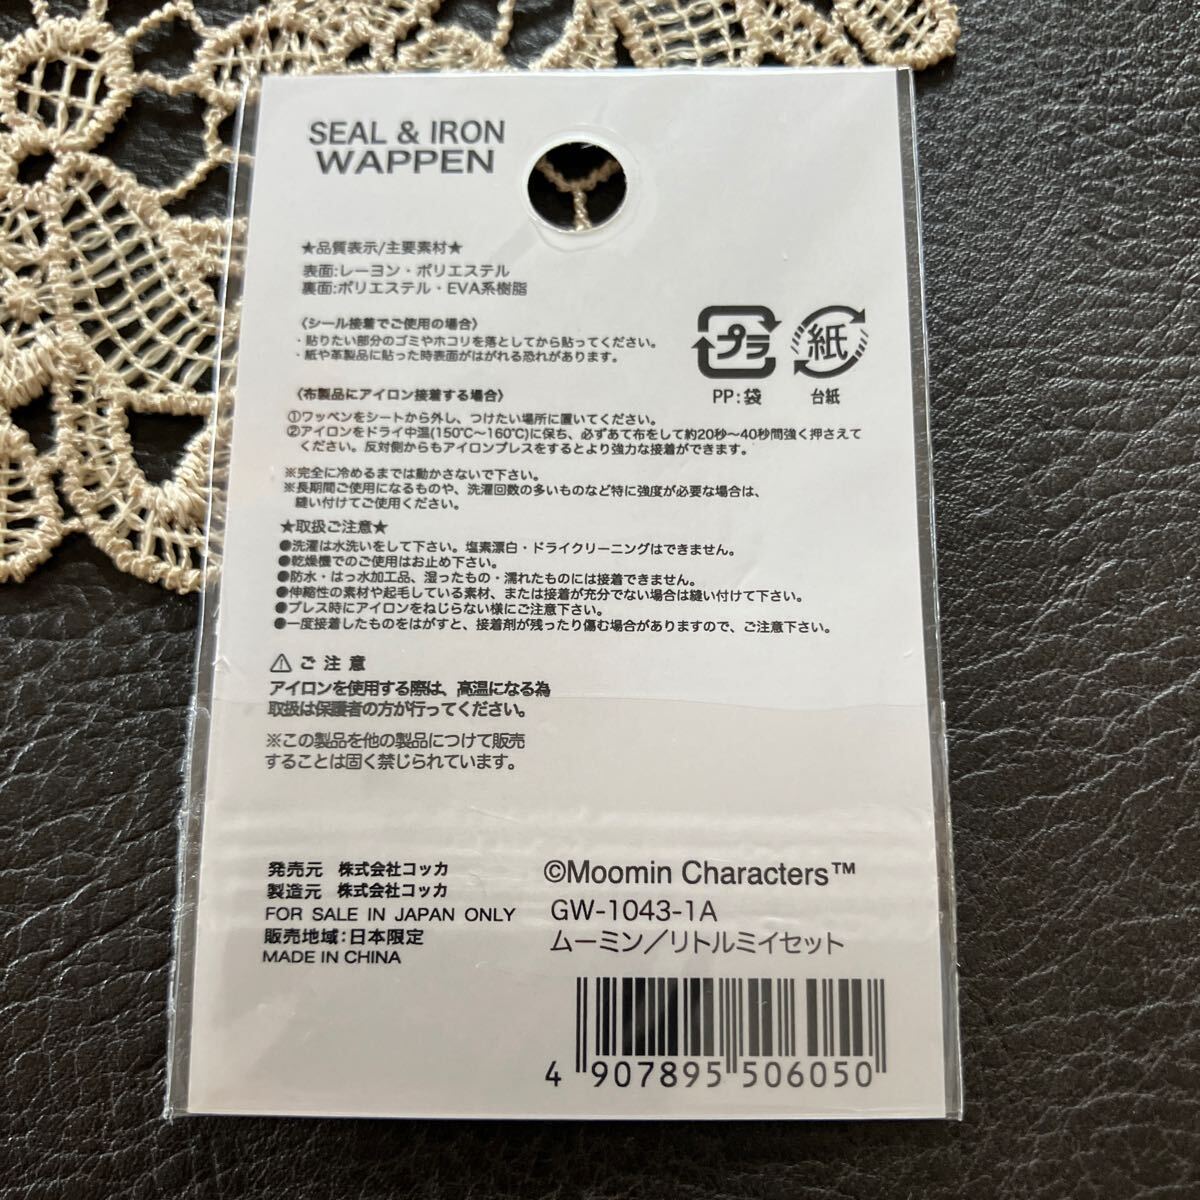 SEAL & IRON
WAPPEN
★品質表示/主要素材★
表面:レーヨン・ポリエステル
裏面:ポリエステル・EVA系樹脂
〈シール接着でご使用の場合〉
・貼りたい部分のゴミやホコリを落としてから貼ってください。
・紙や革製品に貼った時表面がはがれる恐れがあります。
プラ
PP:袋
紙
台紙
〈布製品にアイロン接着する場合〉
①ワッペンをシートから外し、つけたい場所に置いてください。
②アイロンをドライ中温(150℃〜160℃)に保ち、必ずあて布をして約20秒〜40秒間強く押さえて
ください。反対側からもアイロンプレスをするとより強力な接着ができます。
※完全に冷めるまでは動かさないで下さい。
※長期間ご使用になるものや、洗濯回数の多いものなど特に強度が必要な場合は、
縫い付けてご使用ください。
★取扱ご注意★
●洗濯は水洗いをして下さい。塩素漂白・ドライクリーニングはできません。
●乾燥機でのご使用はお止め下さい。
●防水・はっ水加工品、湿ったもの・濡れたものには接着できません。
●伸縮性の素材や起毛している素材、または接着が充分でない場合は縫い付けて下さい。
●プレス時にアイロンをねじらない様にご注意下さい。
●一度接着したものをはがすと、接着剤が残ったり傷む場合がありますので、ご注意下さい。
⚠ご注意
アイロンを使用する際は、高温になる為
取扱は保護者の方が行ってください。
※この製品を他の製品につけて販売
することは固く禁じられています。
発売元 株式会社コッカ
製造元 株式会社コッカ
FOR SALE IN JAPAN ONLY
販売地域:日本限定
MADE IN CHINA
©Moomin Characters™
GW-1043-1A
ムーミン／リトルミイセット
4 907895 506050